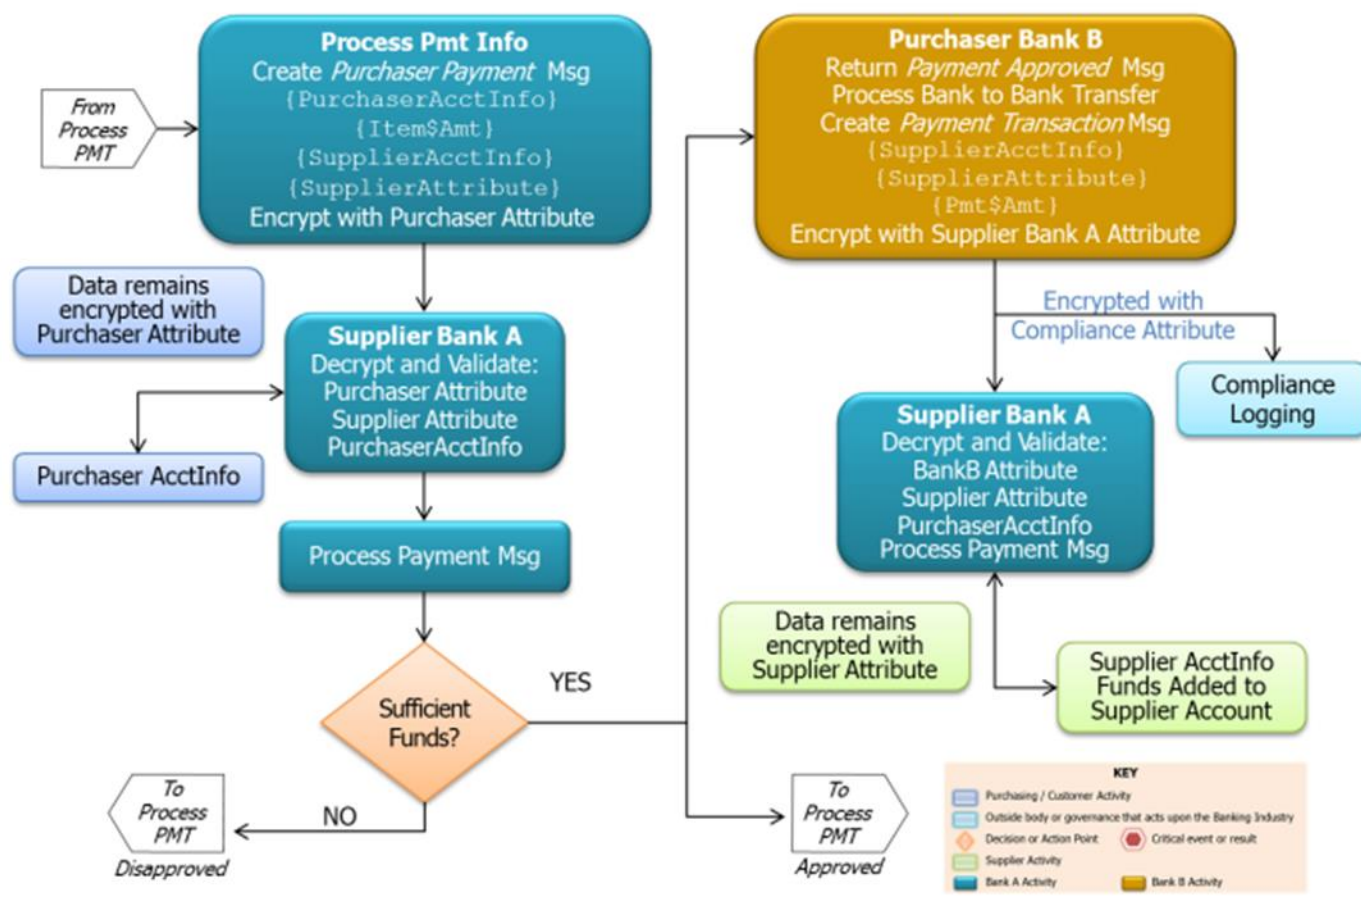 Process Pmt Info
Create Purchaser Payment Msg
{PurchaserAcctInfo}
{Item$Amt}
{SupplierAcctInfo}
{SupplierAttribute}
Encrypt with Purchaser Attribute
From
Process
PMT
Data remains
encrypted with
Purchaser Attribute
Supplier Bank A
Decrypt and Validate:
Purchaser Attribute
Supplier Attribute
PurchaserAcctInfo
Purchaser AcctInfo
Process Payment Msg
Sufficient
Funds?
YES
NO
To
Process
PMT
Disapproved
Purchaser Bank B
Return Payment Approved Msg
Process Bank to Bank Transfer
Create Payment Transaction Msg
{SupplierAcctInfo}
{SupplierAttribute}
{Pmt$Amt}
Encrypt with Supplier Bank A Attribute
Encrypted with
Compliance Attribute
Compliance
Logging
Supplier Bank A
Decrypt and Validate:
BankB Attribute
Supplier Attribute
PurchaserAcctInfo
Process Payment Msg
Data remains
encrypted with
Supplier Attribute
Supplier AcctInfo
Funds Added to
Supplier Account
To
Process
PMT
Approved
KEY
Purchasing / Customer Activity
Outside body or governance that acts upon the Banking Industry
Decision or Action Point
Critical event or result
Supplier Activity
Bank A Activity
Bank B Activity